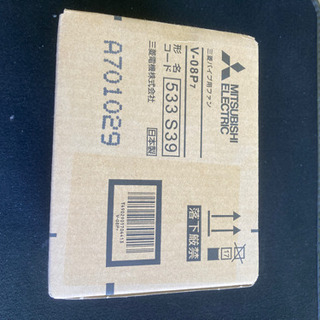 MITSUBISHI
ELECTRIC
三菱パイプ用ファン
V-08P7
形名
コード
533 S39
三菱電機株式会社
日本製
A701029
落下厳禁
V-08P7